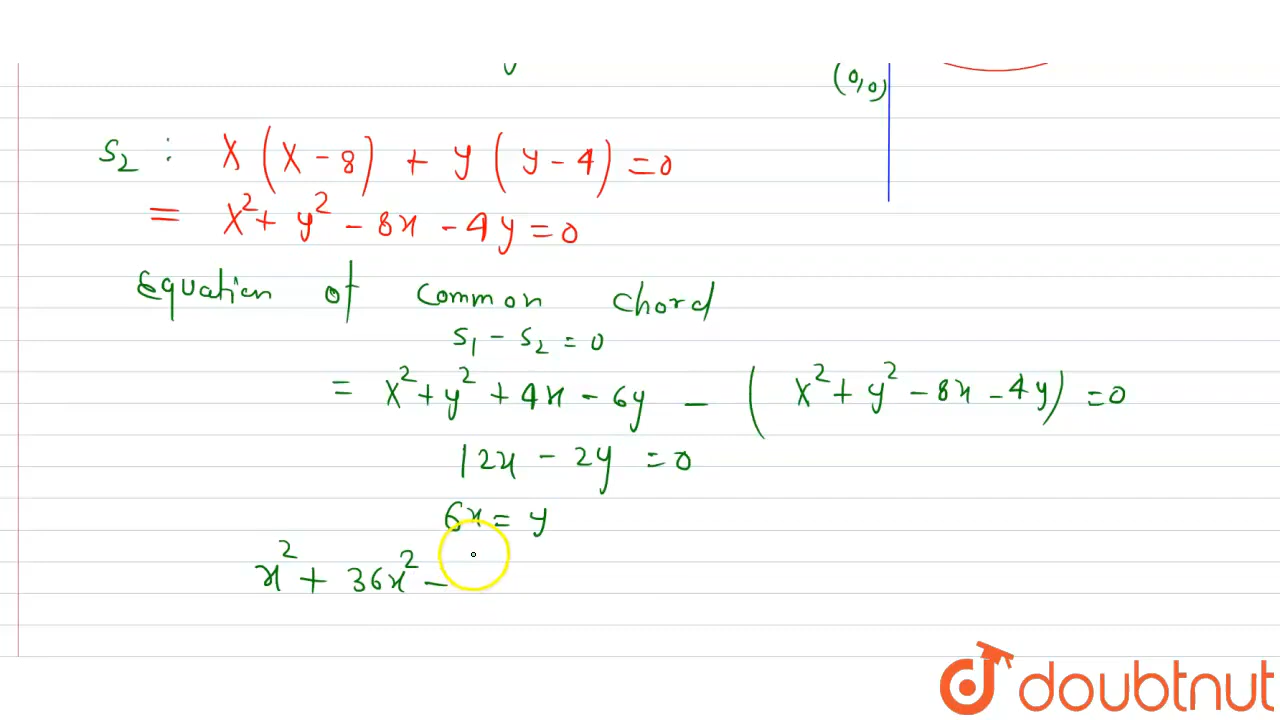 (0,0)
S2 : X(X-8) + y(y-4) = 0
= X²+ y² - 8x - 4y = 0
Equation of Common Chord
S1 - S2 = 0
= X²+y² + 4x - 6y - ( X²+ y² - 8x - 4y) = 0
12x - 2y = 0
6x = y
x² + 36x² -
doubtnut